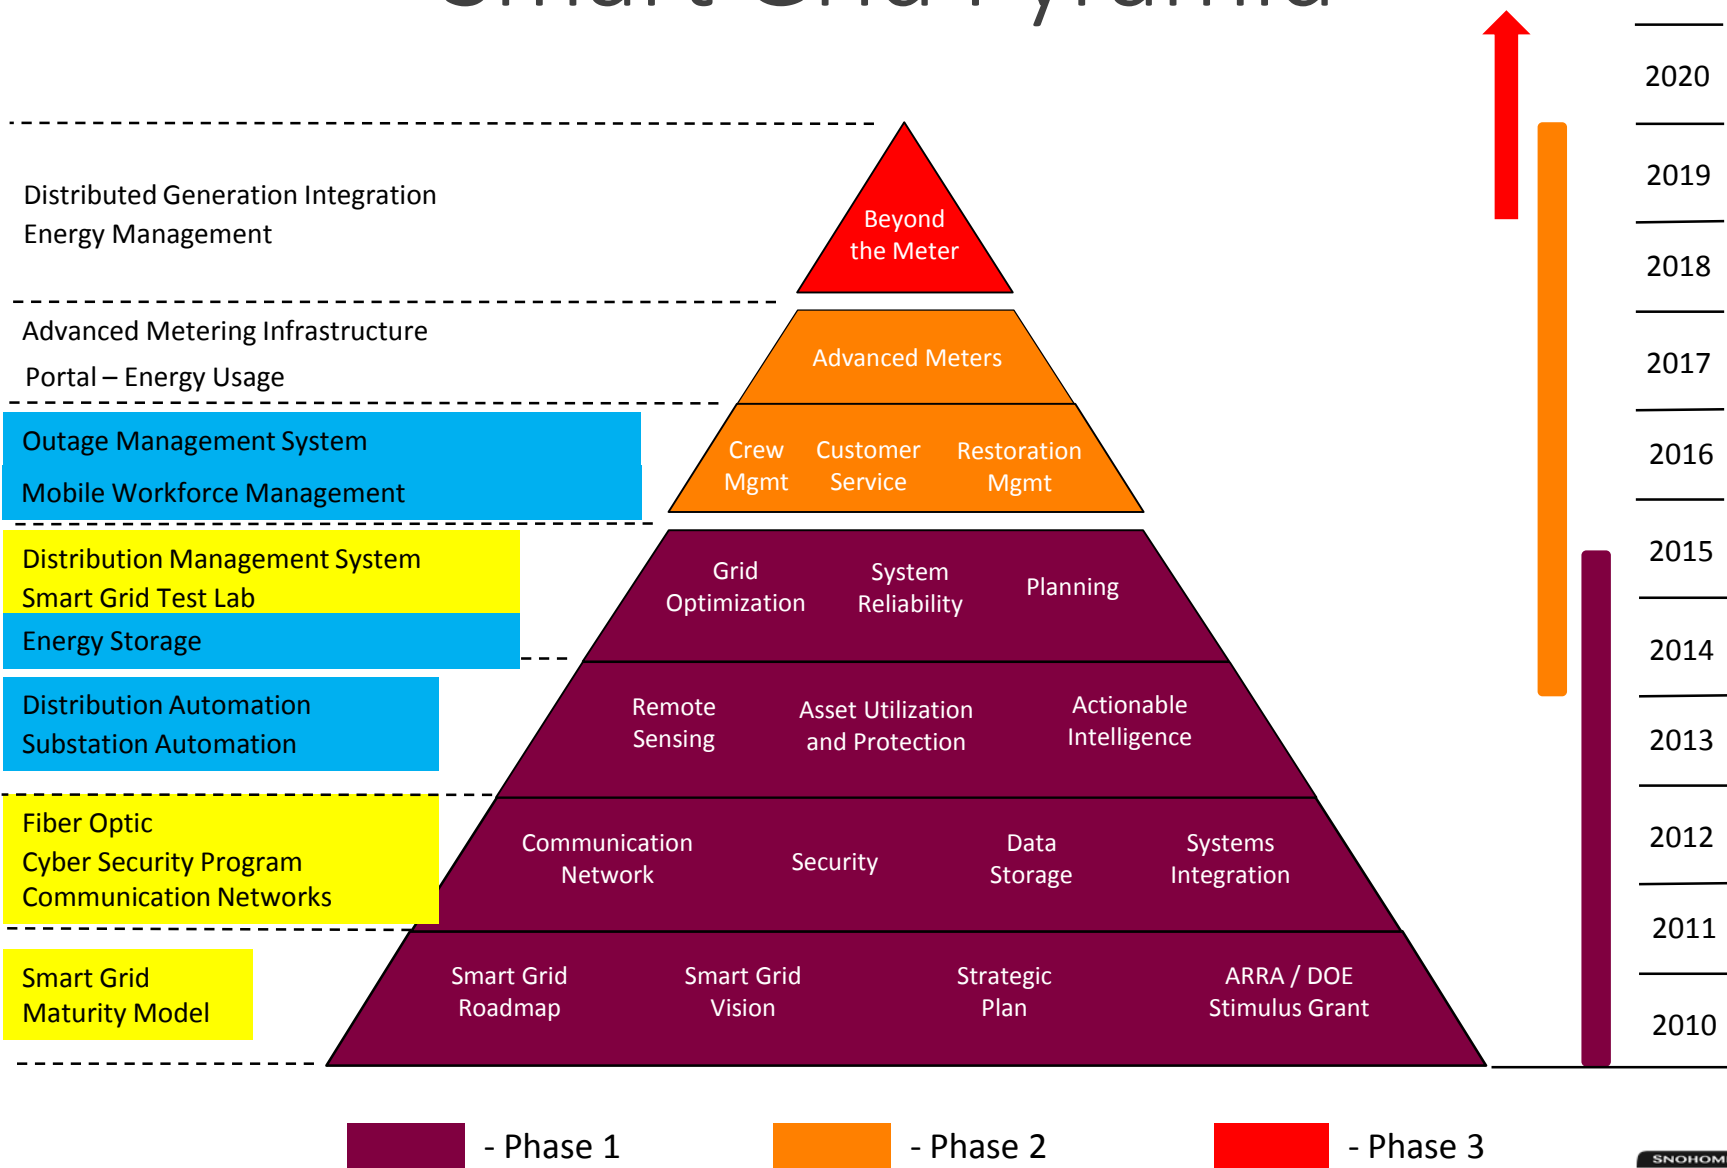 Smart Grid Pyramid
2020
2019
2018
2017
2016
2015
2014
2013
2012
2011
2010
Distributed Generation Integration
Energy Management
Beyond
the Meter
Advanced Metering Infrastructure
Portal – Energy Usage
Advanced Meters
Outage Management System
Mobile Workforce Management
Crew
Mgmt
Customer
Service
Restoration
Mgmt
Distribution Management System
Smart Grid Test Lab
Energy Storage
Grid
Optimization
System
Reliability
Planning
Distribution Automation
Substation Automation
Remote
Sensing
Asset Utilization
and Protection
Actionable
Intelligence
Fiber Optic
Cyber Security Program
Communication Networks
Communication
Network
Security
Data
Storage
Systems
Integration
Smart Grid
Maturity Model
Smart Grid
Roadmap
Smart Grid
Vision
Strategic
Plan
ARRA / DOE
Stimulus Grant
- Phase 1
- Phase 2
- Phase 3
SNOHOM